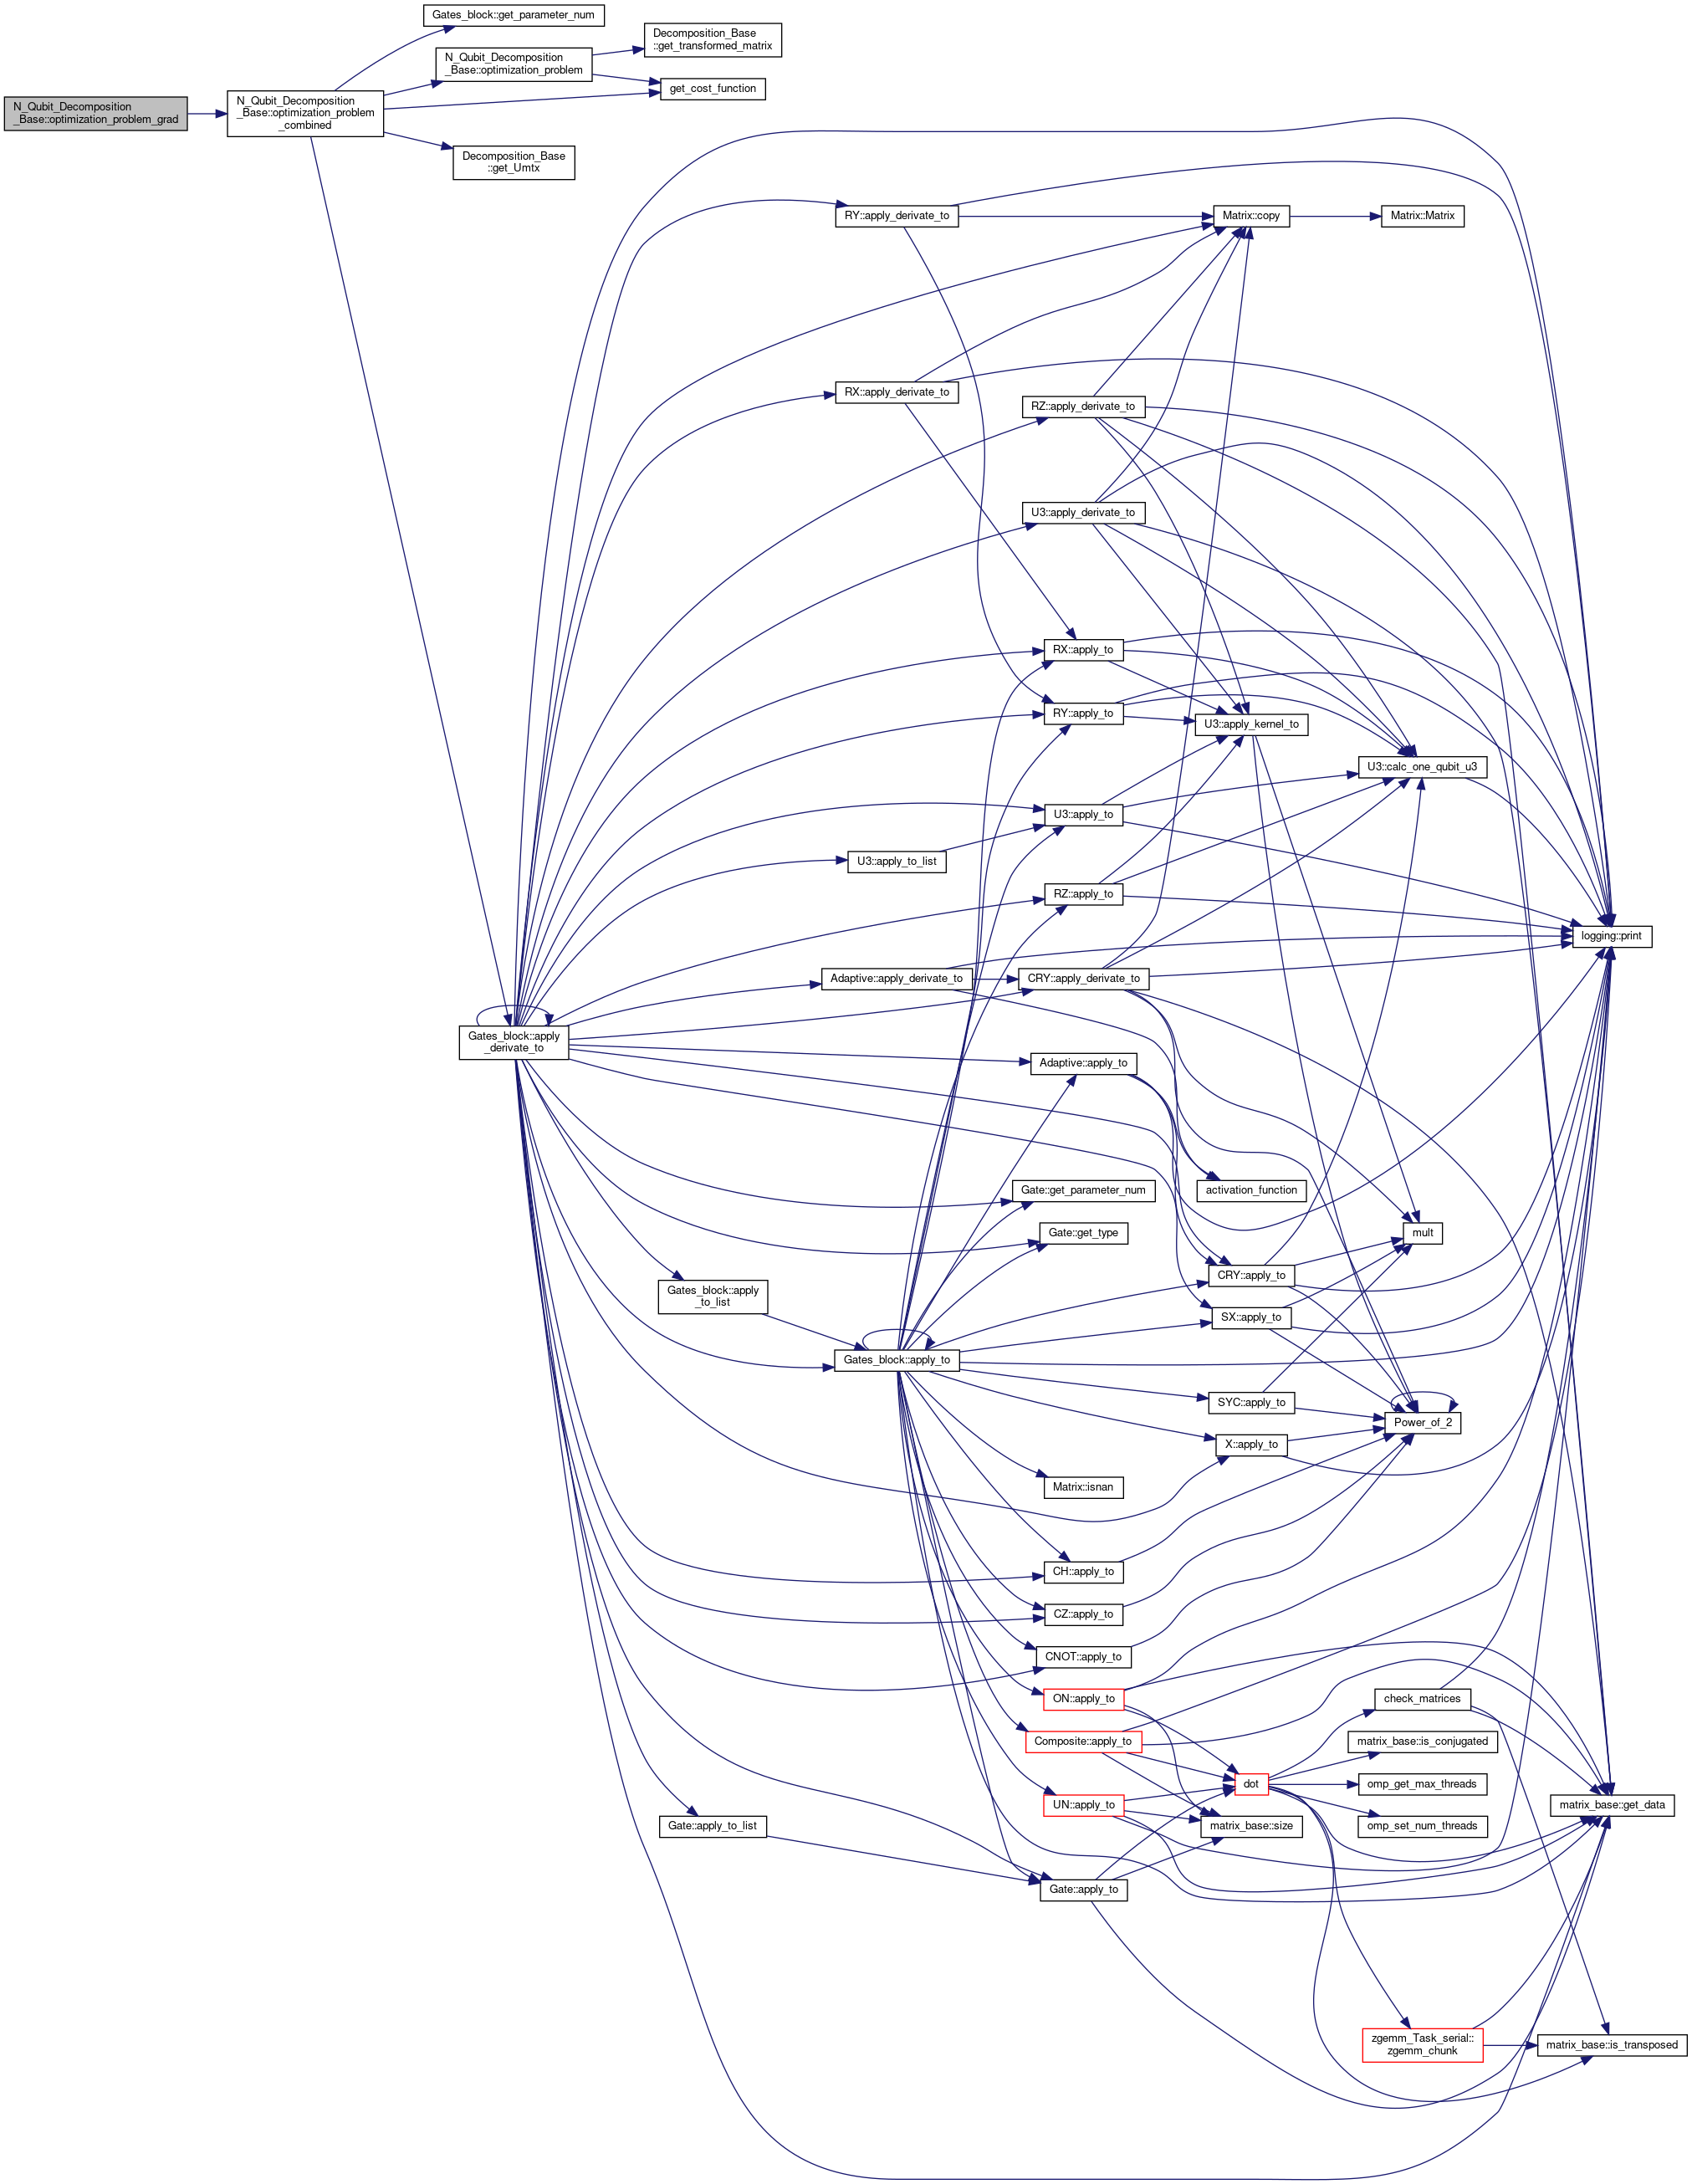 Gates_block::get_parameter_num
Decomposition_Base
::get_transformed_matrix
N_Qubit_Decomposition
_Base::optimization_problem
get_cost_function
N_Qubit_Decomposition
_Base::optimization_problem_grad
N_Qubit_Decomposition
_Base::optimization_problem
_combined
Decomposition_Base
::get_Umtx
RY::apply_derivate_to
Matrix::copy
Matrix::Matrix
RX::apply_derivate_to
RZ::apply_derivate_to
U3::apply_derivate_to
RX::apply_to
RY::apply_to
U3::apply_kernel_to
U3::calc_one_qubit_u3
U3::apply_to
U3::apply_to_list
RZ::apply_to
logging::print
Adaptive::apply_derivate_to
CRY::apply_derivate_to
Gates_block::apply
_derivate_to
Adaptive::apply_to
Gate::get_parameter_num
activation_function
Gate::get_type
mult
CRY::apply_to
Gates_block::apply
_to_list
SX::apply_to
Gates_block::apply_to
SYC::apply_to
Power_of_2
X::apply_to
Matrix::isnan
CH::apply_to
CZ::apply_to
CNOT::apply_to
ON::apply_to
check_matrices
Composite::apply_to
matrix_base::is_conjugated
dot
omp_get_max_threads
UN::apply_to
matrix_base::get_data
Gate::apply_to_list
matrix_base::size
omp_set_num_threads
Gate::apply_to
zgemm_Task_serial::
zgemm_chunk
matrix_base::is_transposed